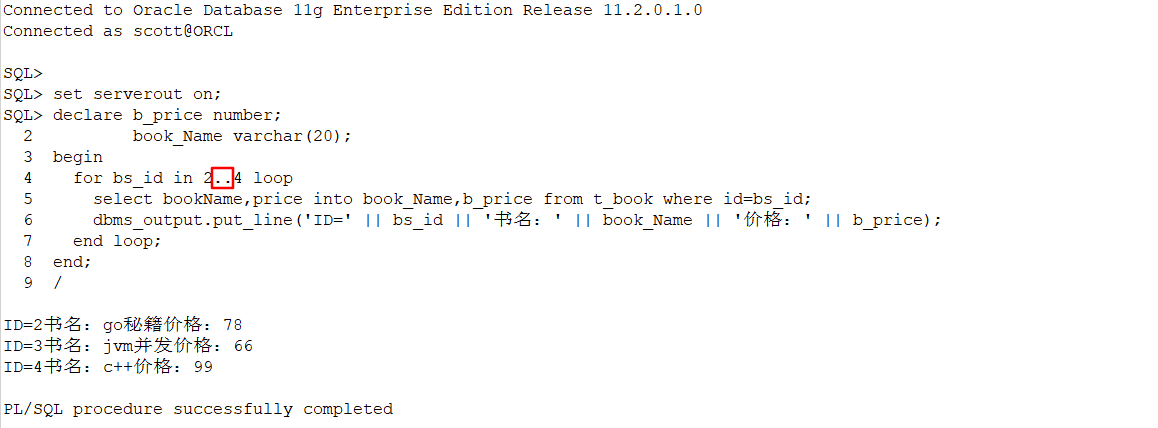 Connected to Oracle Database 11g Enterprise Edition Release 11.2.0.1.0
Connected as scott@ORCL
SQL>
SQL> set serverout on;
SQL> declare b_price number;
2 book_Name varchar(20);
3 begin
4 for bs_id in 2..4 loop
5 select bookName,price into book_Name,b_price from t_book where id=bs_id;
6 dbms_output.put_line('ID=' || bs_id || '书名：' || book_Name || '价格：' || b_price);
7 end loop;
8 end;
9 /
ID=2书名：go秘籍价格：78
ID=3书名：jvm并发价格：66
ID=4书名：c++价格：99
PL/SQL procedure successfully completed